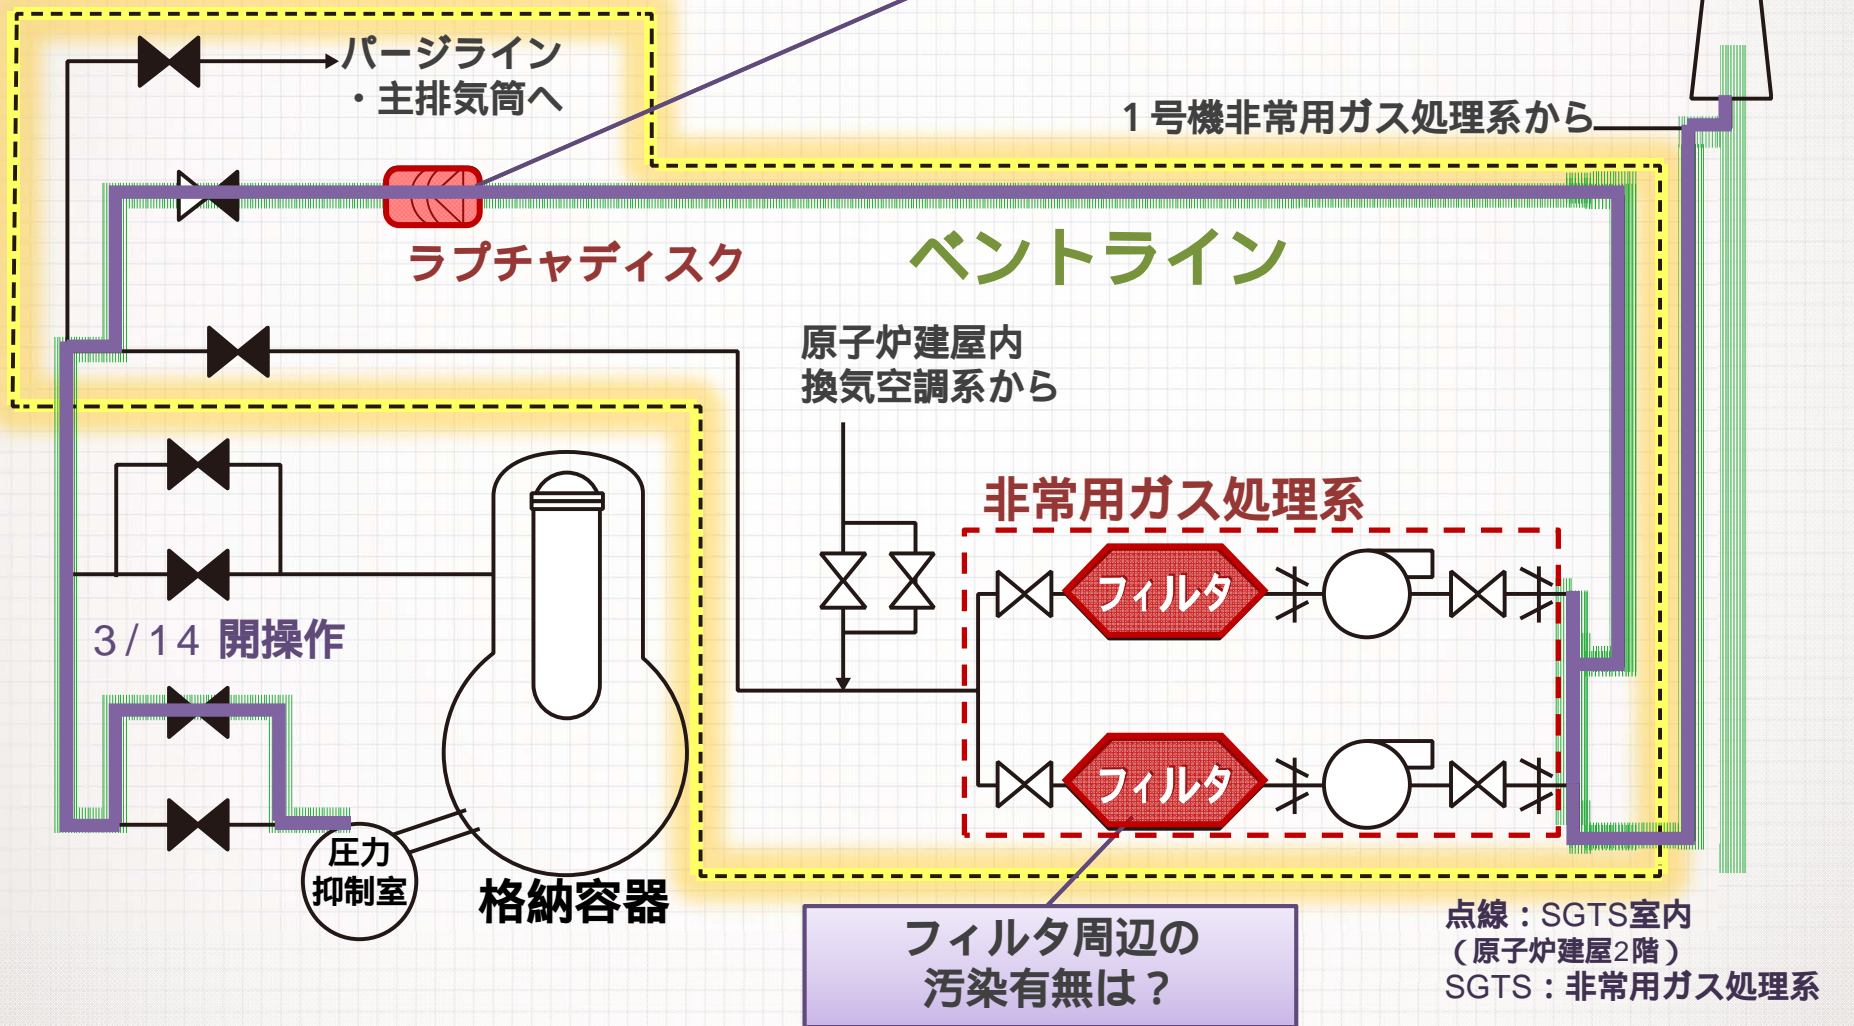 パージライン
・主排気筒へ
1号機非常用ガス処理系から
ラプチャディスク
ベントライン
原子炉建屋内
換気空調系から
非常用ガス処理系
フィルタ
3/14 開操作
フィルタ
圧力
抑制室
格納容器
フィルタ周辺の
汚染有無は？
点線：SGTS室内
（原子炉建屋2階）
SGTS：非常用ガス処理系